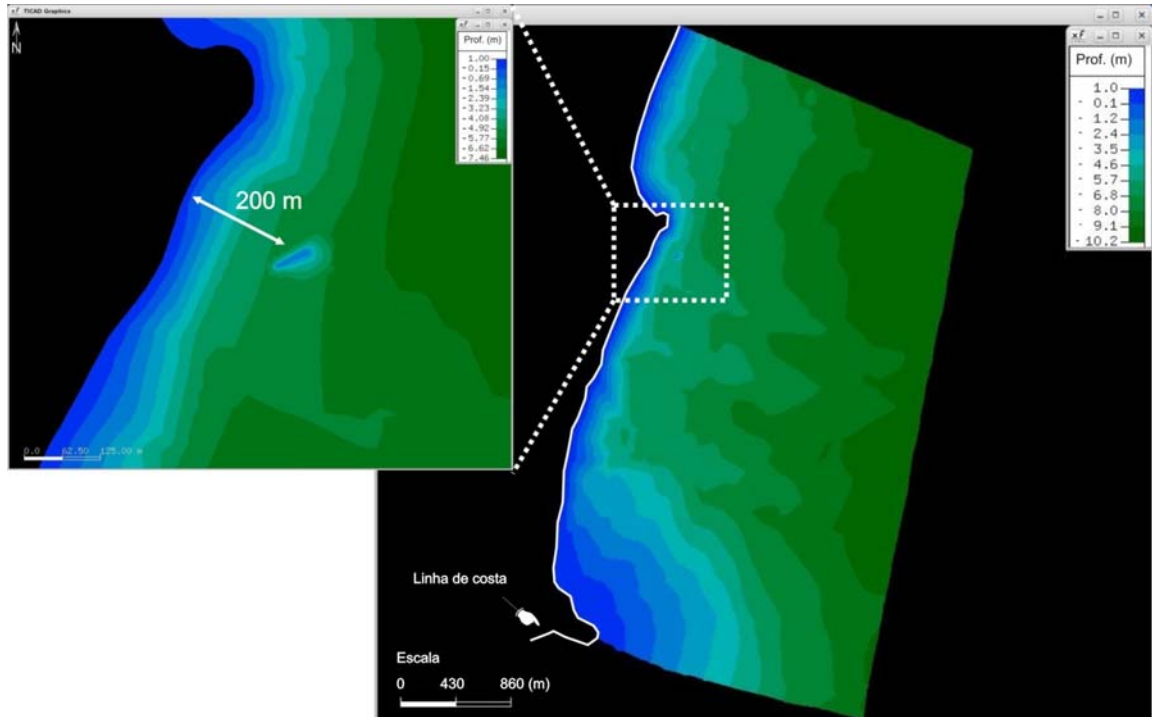 TICAD Graphics
N
Prof. (m)
1.00
-0.15
-0.69
-1.54
-2.39
-3.23
-4.08
-4.92
-5.77
-6.62
-7.46
200 m
0.0 62.50 125.00 m
Prof. (m)
1.0
- 0.1
- 1.2
- 2.4
- 3.5
- 4.6
- 5.7
- 6.8
- 8.0
- 9.1
- 10.2
Linha de costa
Escala
0 430 860 (m)